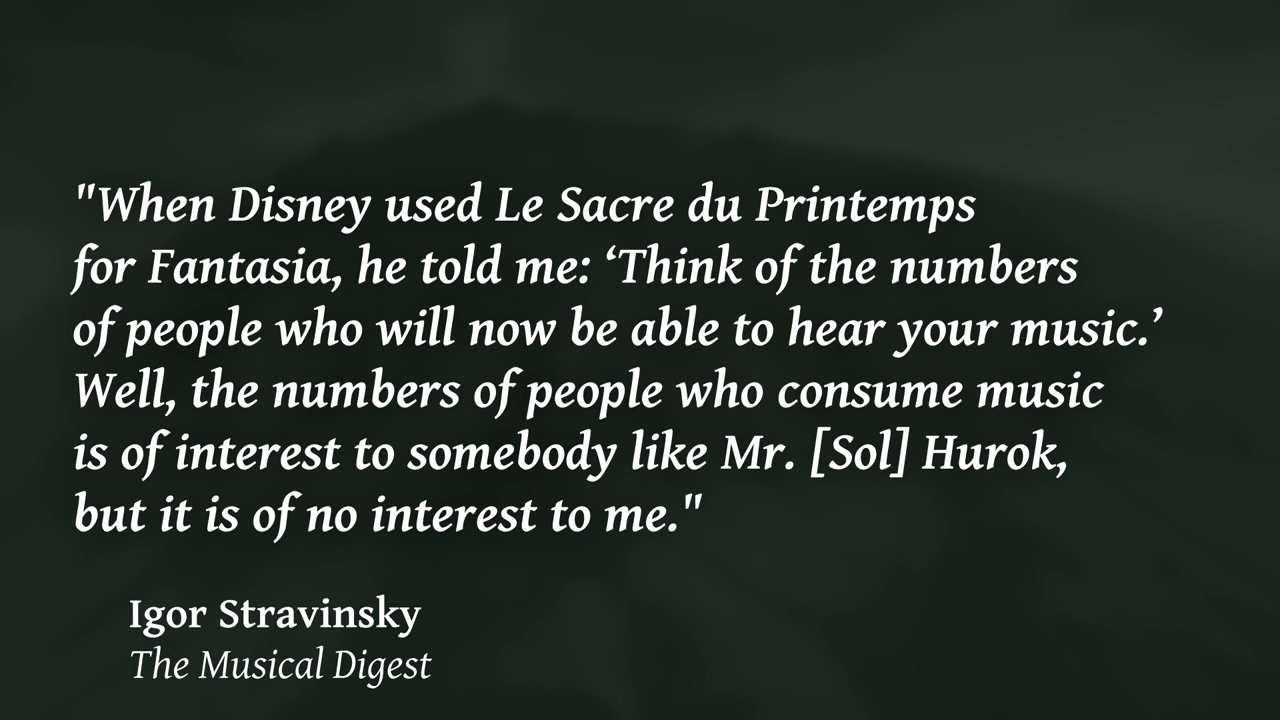 "When Disney used Le Sacre du Printemps
for Fantasia, he told me: ‘Think of the numbers
of people who will now be able to hear your music.’
Well, the numbers of people who consume music
is of interest to somebody like Mr. [Sol] Hurok,
but it is of no interest to me."
Igor Stravinsky
The Musical Digest